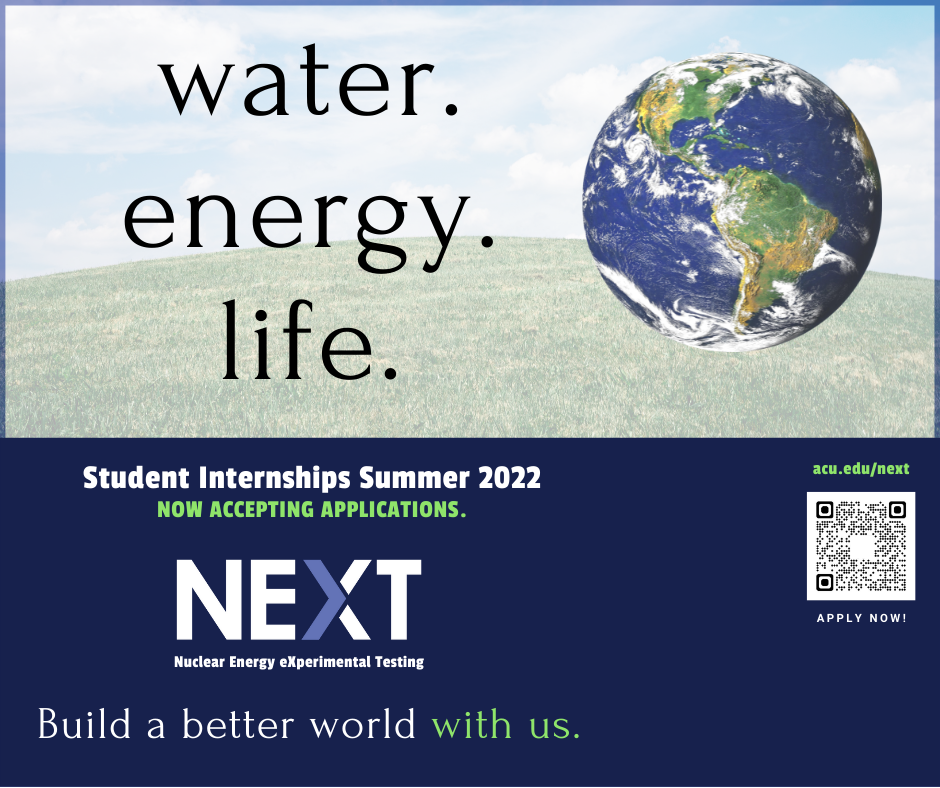 water.
energy.
life.
Student Internships Summer 2022
NOW ACCEPTING APPLICATIONS.
NEXT
Nuclear Energy eXperimental Testing
Build a better world with us.
acu.edu/next
APPLY NOW!